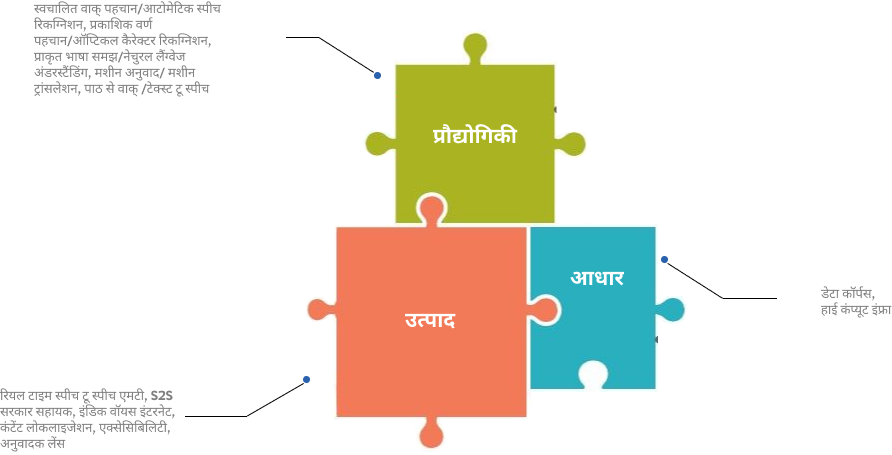 स्वचालित वाक् पहचान/आटोमेटिक स्पीच
रिकग्निशन, प्रकाशिक वर्ण
पहचान/ऑप्टिकल कैरेक्टर रिकग्निशन,
प्राकृत भाषा समझ/नेचुरल लैंग्वेज
अंडरस्टैंडिंग, मशीन अनुवाद/ मशीन
ट्रांसलेशन, पाठ से वाक् /टेक्स्ट टू स्पीच
प्रौद्योगिकी
आधार
डेटा कॉर्पस,
हाई कंप्यूट इंफ्रा
उत्पाद
रियल टाइम स्पीच टू स्पीच एमटी, S2S
सरकार सहायक, इंडिक वॉयस इंटरनेट,
कंटेंट लोकलाइजेशन, एक्सेसिबिलिटी,
अनुवादक लेंस